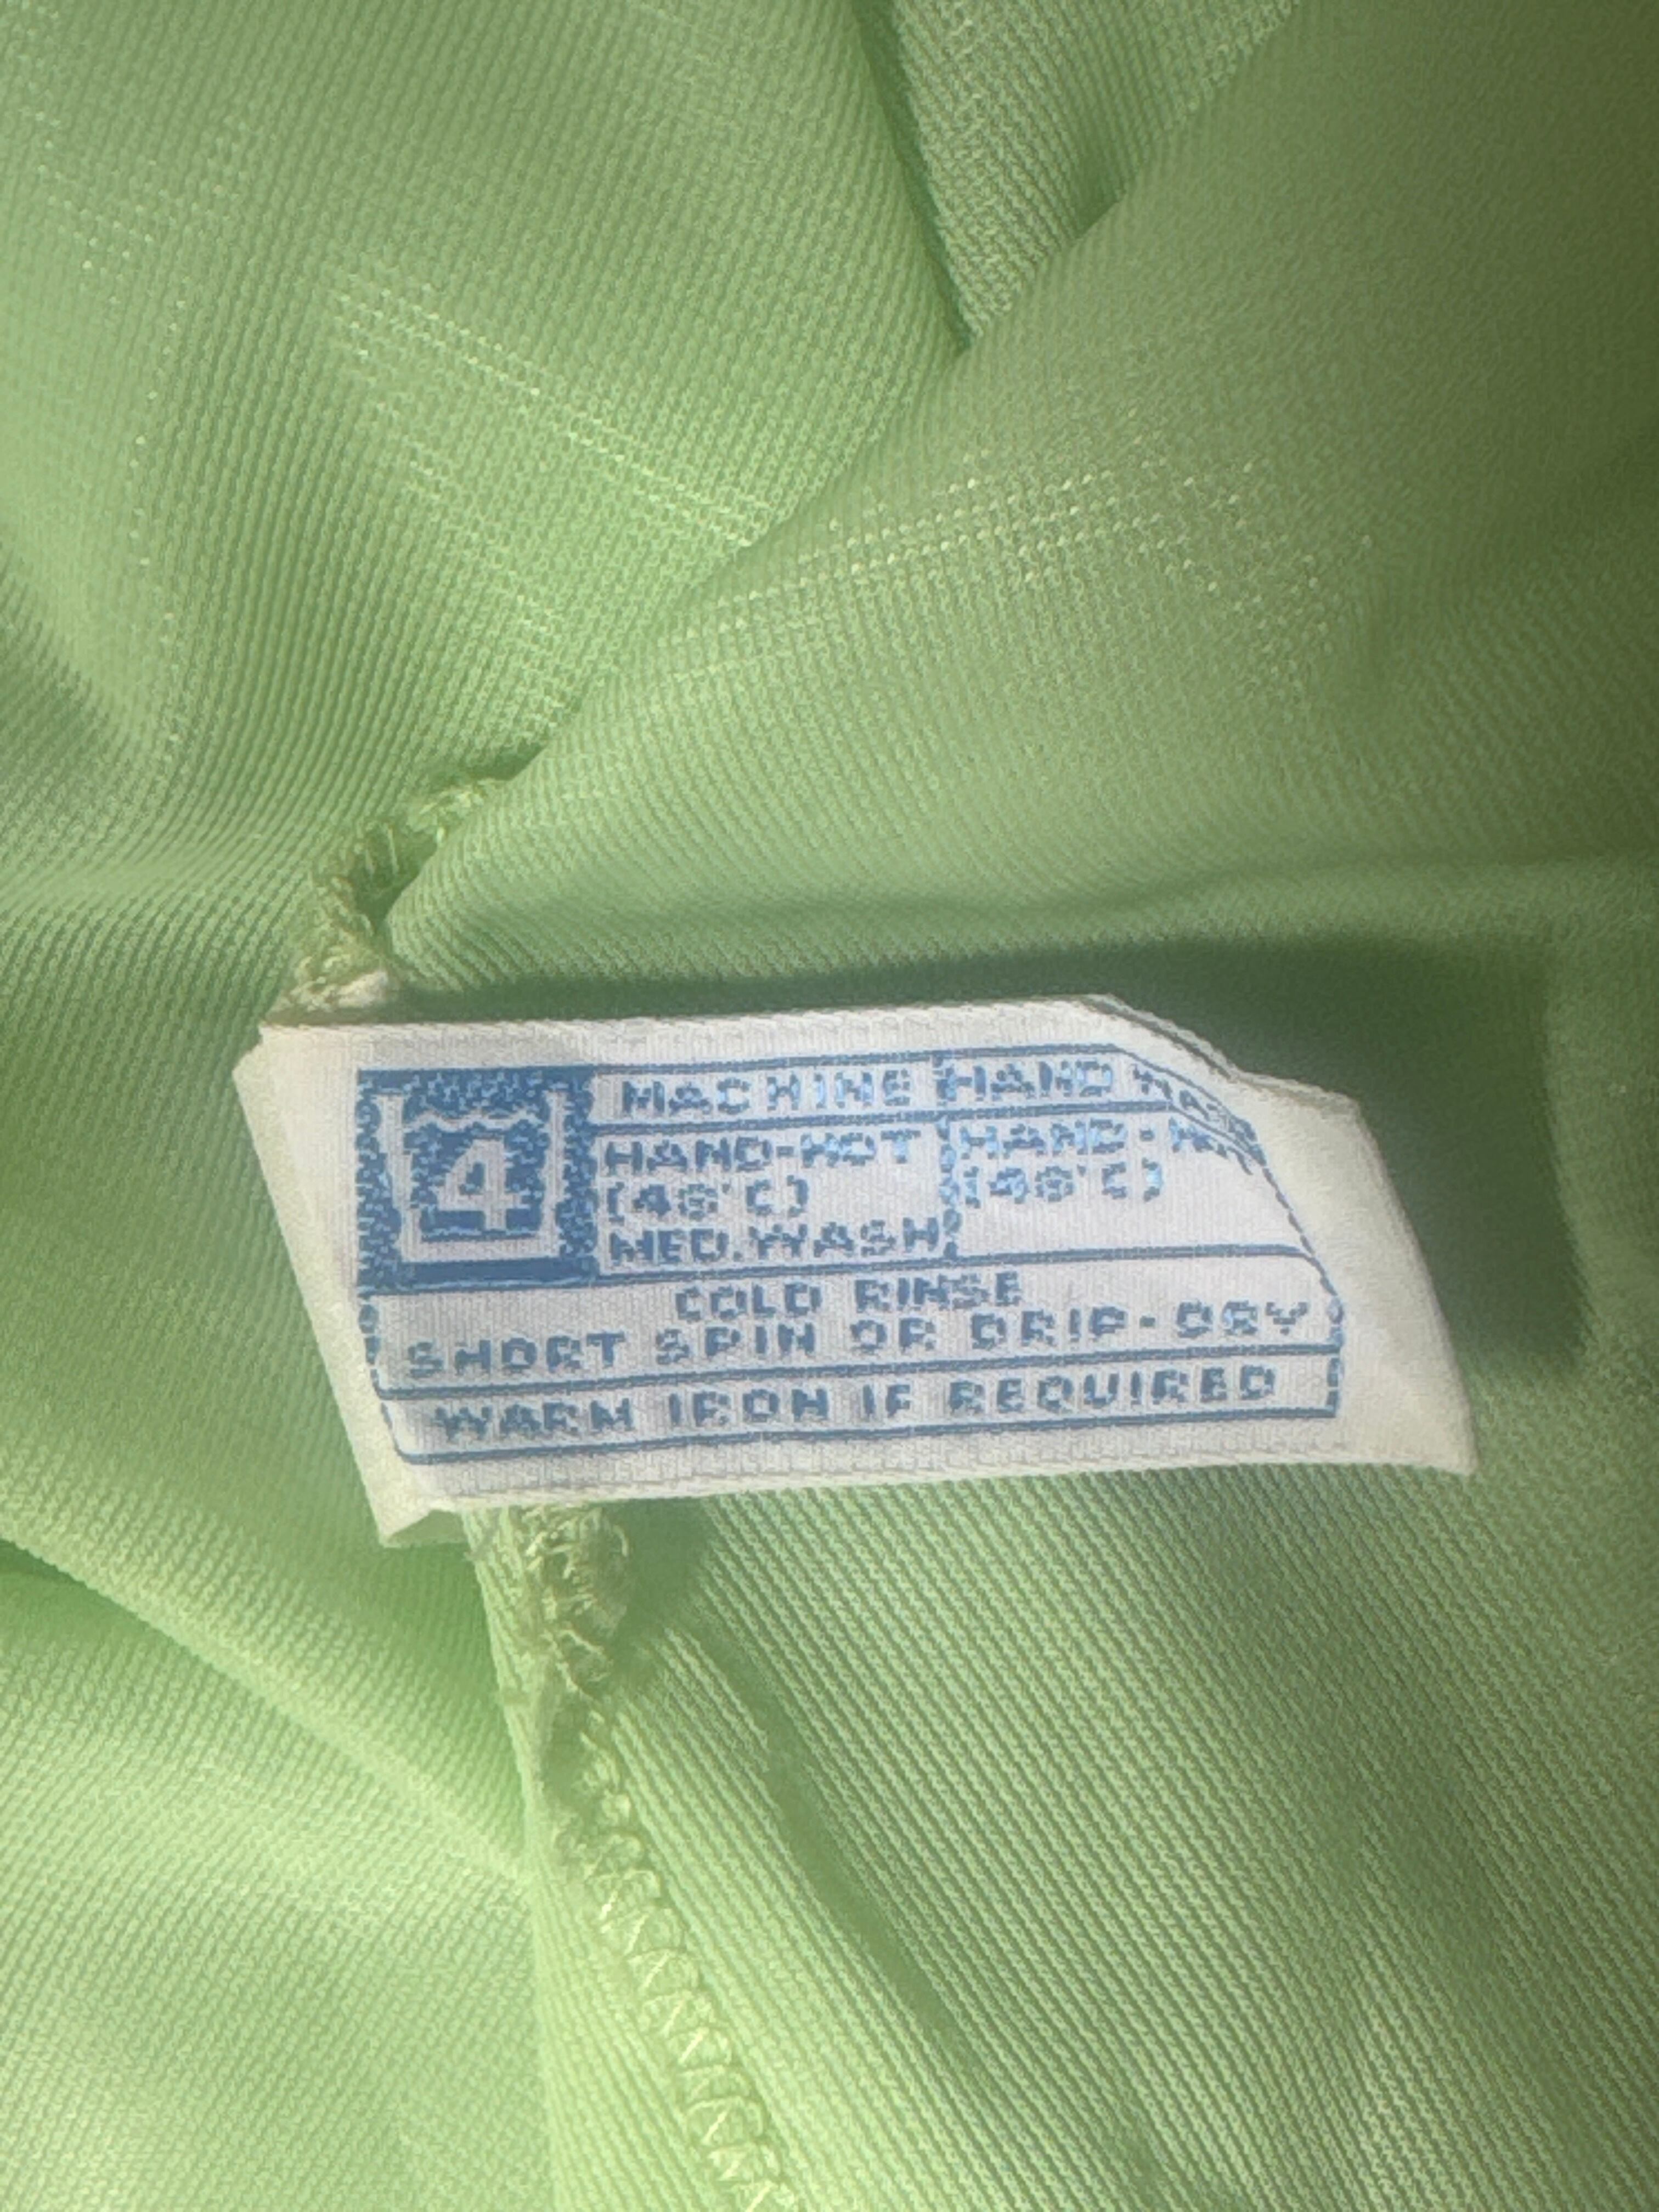 4
MACHINE HAND
HAND-HOT
(48°C)
MED.WASH
HAND-
(48°C)
COLD RINSE
SHORT SPIN OR DRIP-DRY
WARM IRON IF REQUIRED